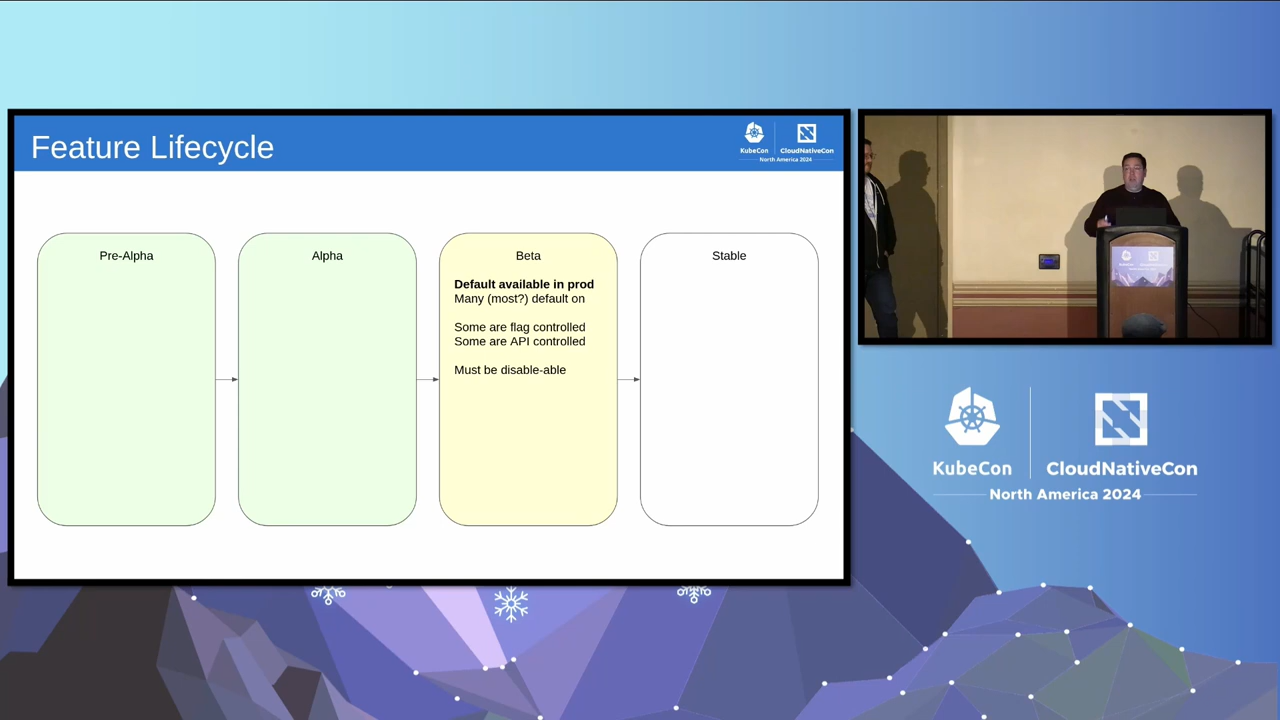 Feature Lifecycle
KubeCon
CloudNativeCon
North America 2024
Pre-Alpha
Alpha
Beta
Default available in prod
Many (most?) default on
Some are flag controlled
Some are API controlled
Must be disable-able
Stable
KubeCon
CloudNativeCon
North America 2024